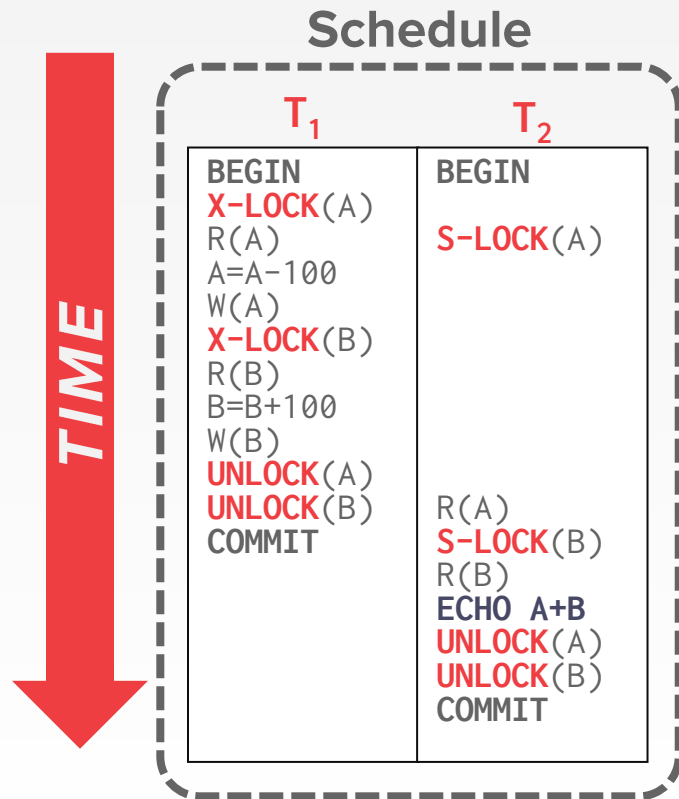 Schedule
TIME
T1
T2
BEGIN
X-LOCK(A)
R(A)
A=A-100
W(A)
X-LOCK(B)
R(B)
B=B+100
W(B)
UNLOCK(A)
UNLOCK(B)
COMMIT
BEGIN
S-LOCK(A)
R(A)
S-LOCK(B)
R(B)
ECHO A+B
UNLOCK(A)
UNLOCK(B)
COMMIT